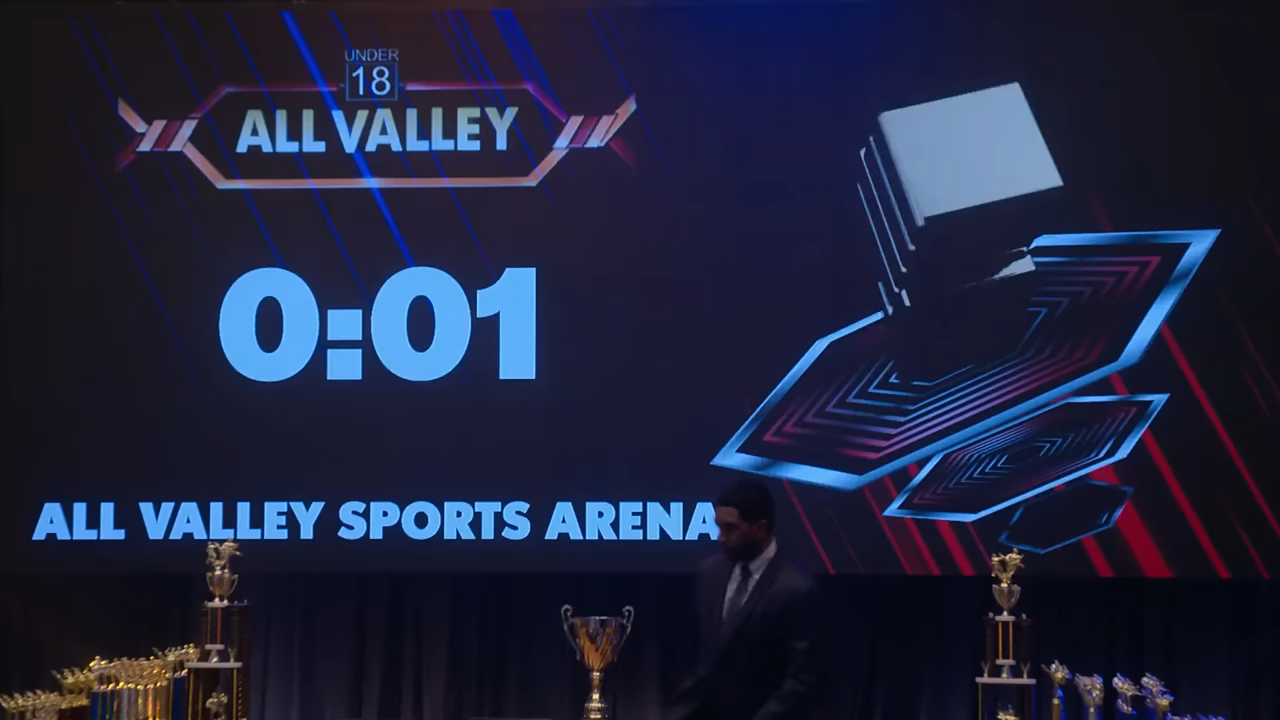 UNDER
18
ALL VALLEY
0:01
ALL VALLEY SPORTS ARENA